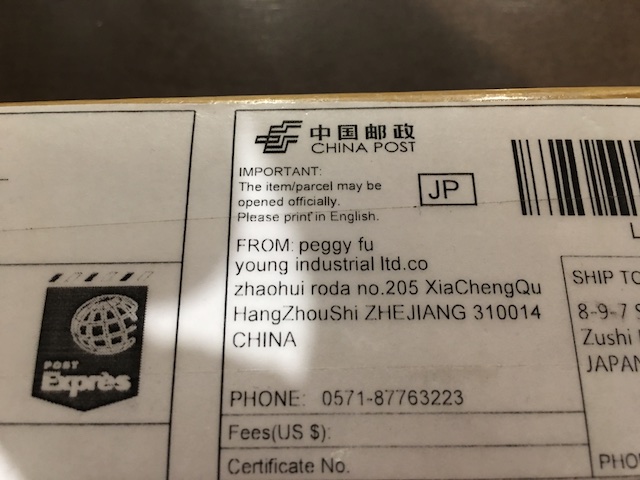 中国邮政
CHINA POST
IMPORTANT:
The item/parcel may be
opened officially.
Please print in English.
JP
FROM: peggy fu
young industrial ltd.co
zhaohui roda no.205 XiaChengQu
HangZhouShi ZHEJIANG 310014
CHINA
PHONE: 0571-87763223
Fees(US $):
Certificate No.
POST
Exprès
SHIP TO
8-9-7
Zushi
JAPAN